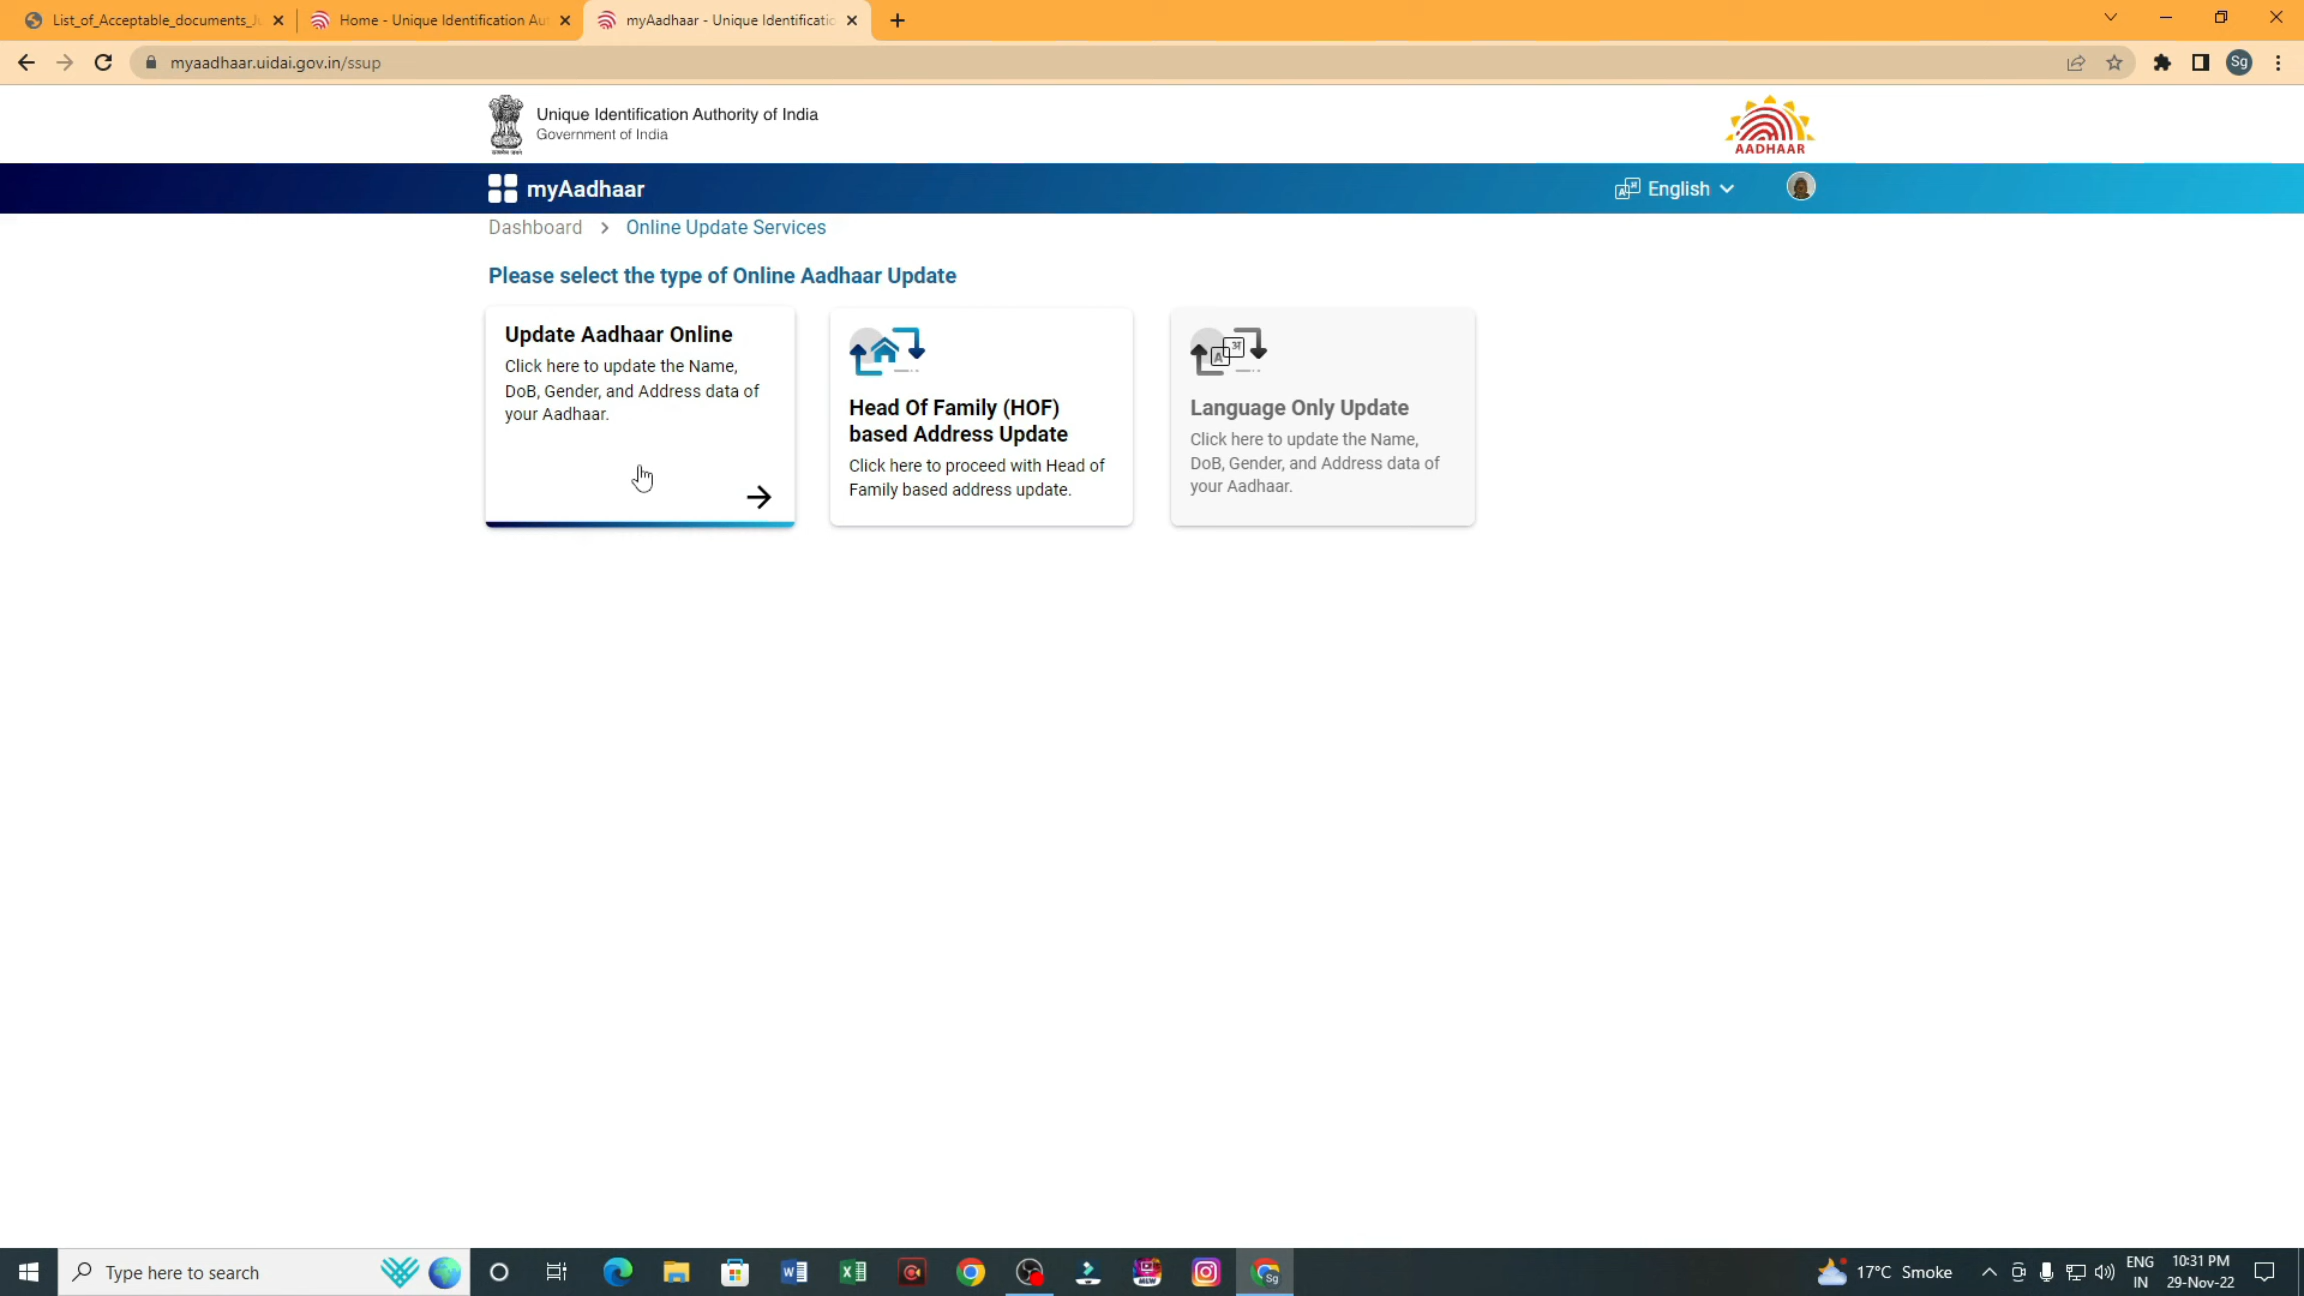 List_of_Acceptable_documents_
Home - Unique Identification Au
myAadhaar - Unique Identificatio
myaadhaar.uidai.gov.in/ssup
Sg
Unique Identification Authority of India
Government of India
AADHAAR
myAadhaar
English
Dashboard > Online Update Services
Please select the type of Online Aadhaar Update
Update Aadhaar Online
Click here to update the Name,
DoB, Gender, and Address data of
your Aadhaar.
Head Of Family (HOF)
based Address Update
Click here to proceed with Head of
Family based address update.
Language Only Update
Click here to update the Name,
DoB, Gender, and Address data of
your Aadhaar.
Type here to search
17°C Smoke
ENG
IN
10:31 PM
29-Nov-22